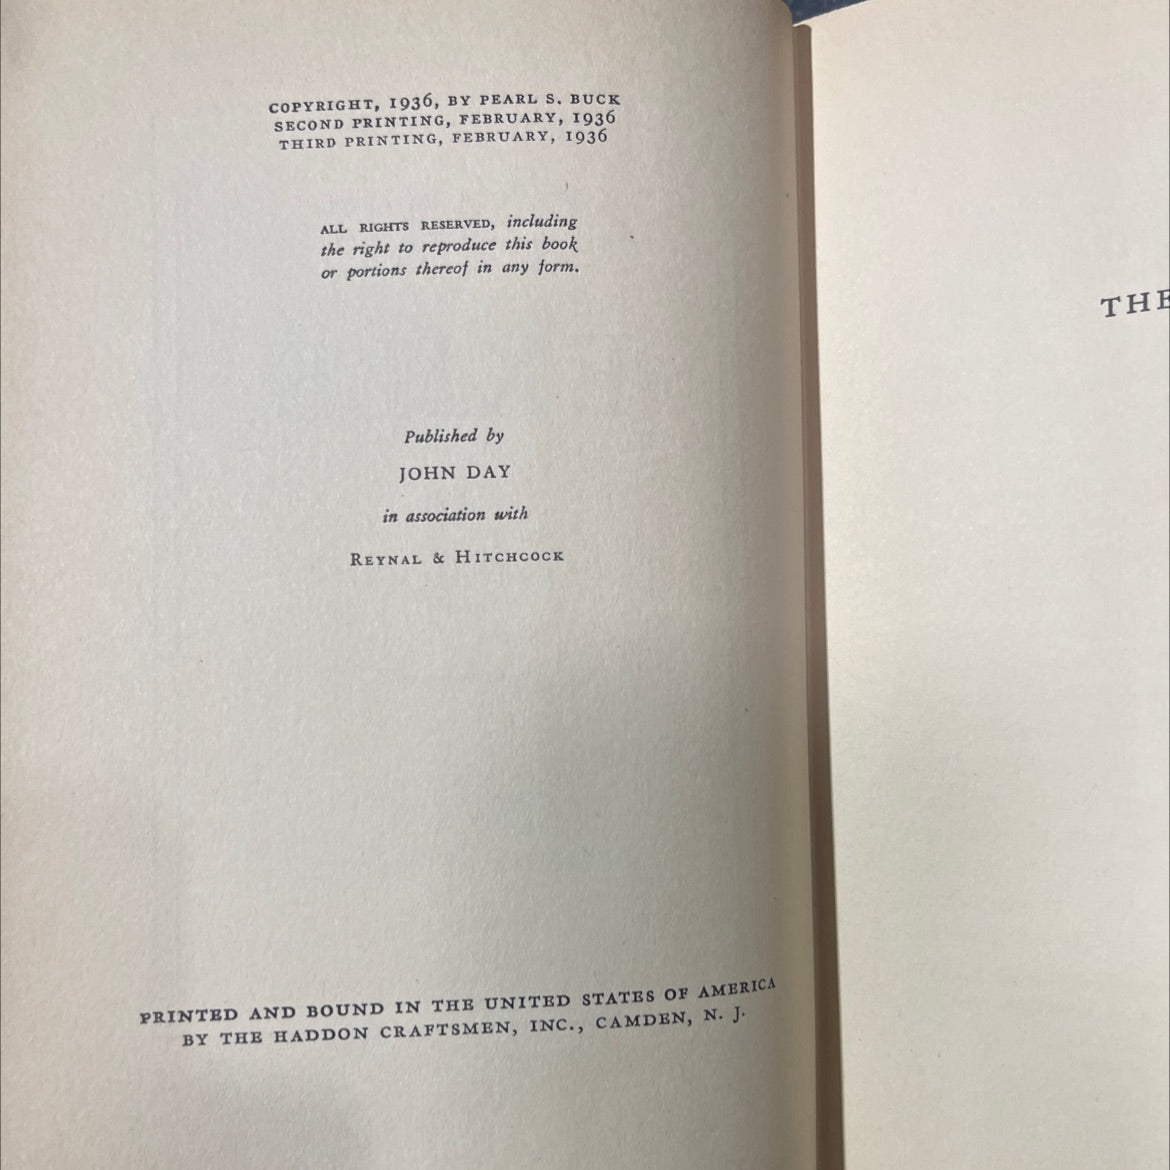 COPYRIGHT, 1936, BY PEARL S. BUCK
SECOND PRINTING, FEBRUARY, 1936
THIRD PRINTING, FEBRUARY, 1936
ALL RIGHTS RESERVED, including
the right to reproduce this book
or portions thereof in any form.
Published by
JOHN DAY
in association with
REYNAL & HITCHCOCK
PRINTED AND BOUND IN THE UNITED STATES OF AMERICA
BY THE HADDON CRAFTSMEN, INC., CAMDEN, N. J.
THE